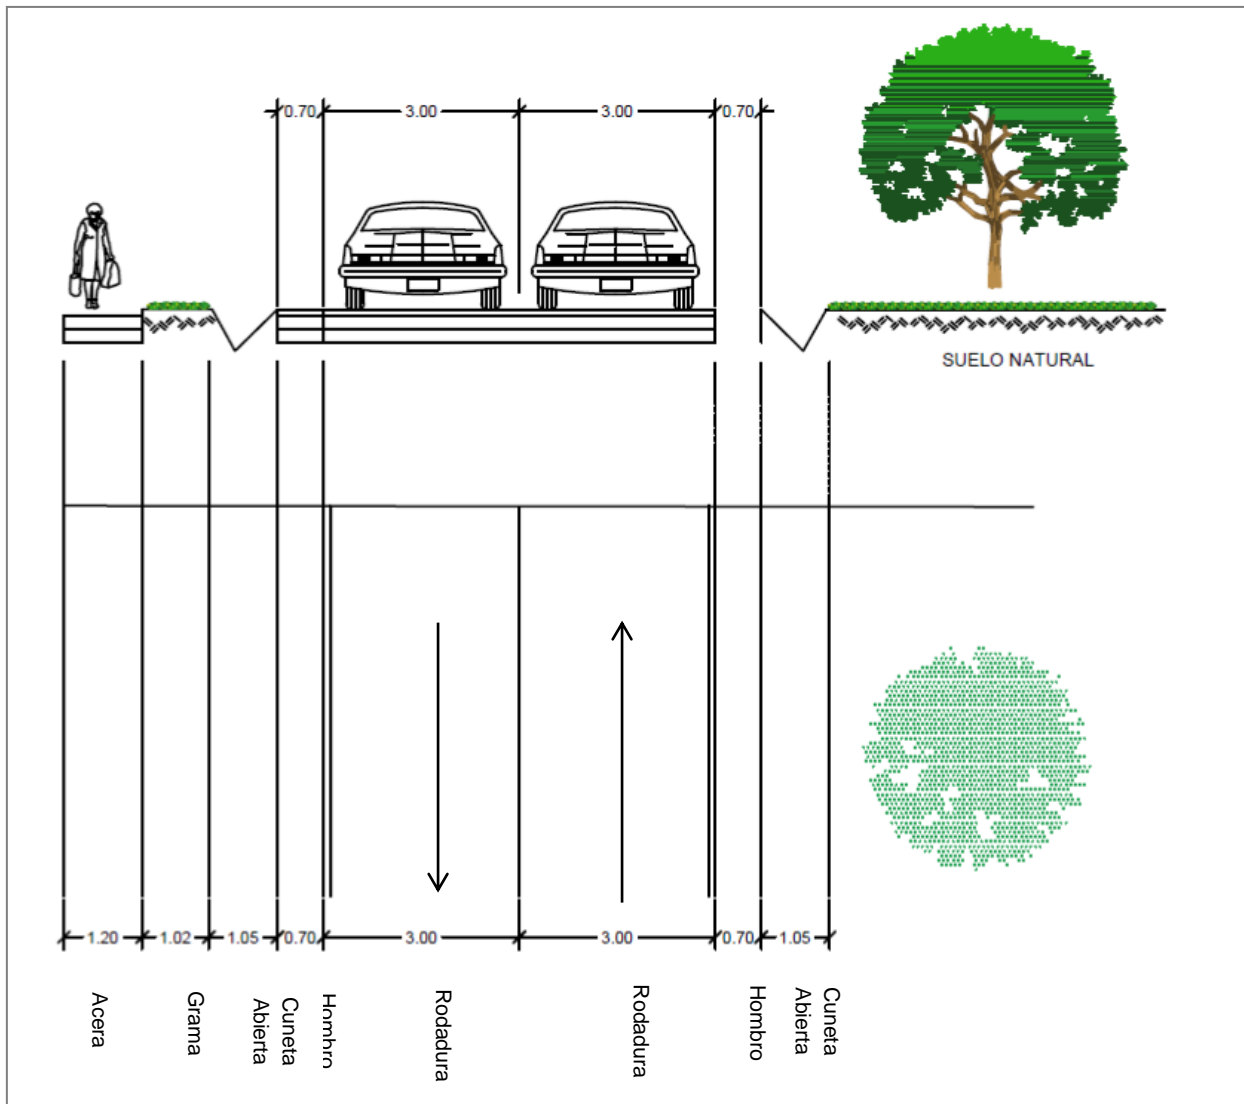 0.70 3.00 3.00 0.70
SUELO NATURAL
1.20 1.02 1.05 0.70 3.00 3.00 0.70 1.05
Acera
Grama
Cuneta
Abierta
Hombro
Rodadura
Rodadura
Hombro
Cuneta
Abierta